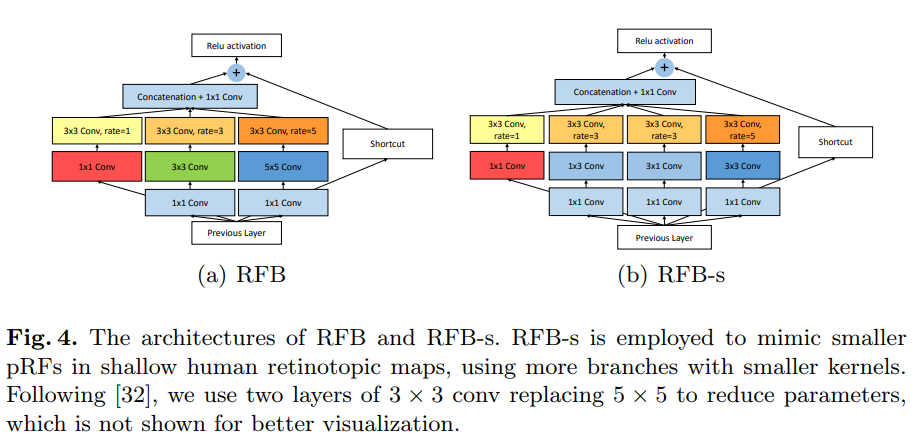 Relu activation
+
Concatenation + 1x1 Conv
3x3 Conv, rate=1
3x3 Conv, rate=3
3x3 Conv, rate=5
Shortcut
1x1 Conv
3x3 Conv
5x5 Conv
1x1 Conv
1x1 Conv
Previous Layer
(a) RFB
Relu activation
+
Concatenation + 1x1 Conv
3x3 Conv,
rate=1
3x3 Conv,
rate=3
3x3 Conv,
rate=3
3x3 Conv,
rate=5
Shortcut
1x1 Conv
1x3 Conv
3x1 Conv
3x3 Conv
1x1 Conv
1x1 Conv
1x1 Conv
Previous Layer
(b) RFB-s
Fig. 4. The architectures of RFB and RFB-s. RFB-s is employed to mimic smaller
pRFs in shallow human retinotopic maps, using more branches with smaller kernels.
Following [32], we use two layers of 3 × 3 conv replacing 5 × 5 to reduce parameters,
which is not shown for better visualization.